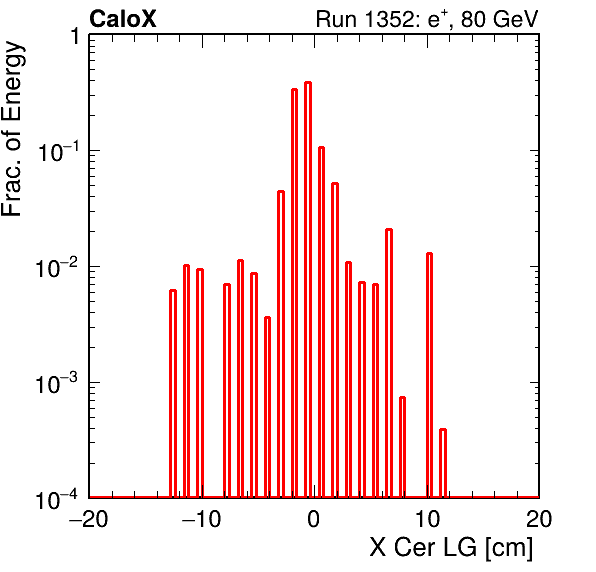 CaloX
Run 1352: e⁺, 80 GeV
Frac. of Energy
1
10⁻¹
10⁻²
10⁻³
10⁻⁴
−20
−10
0
10
20
X Cer LG [cm]